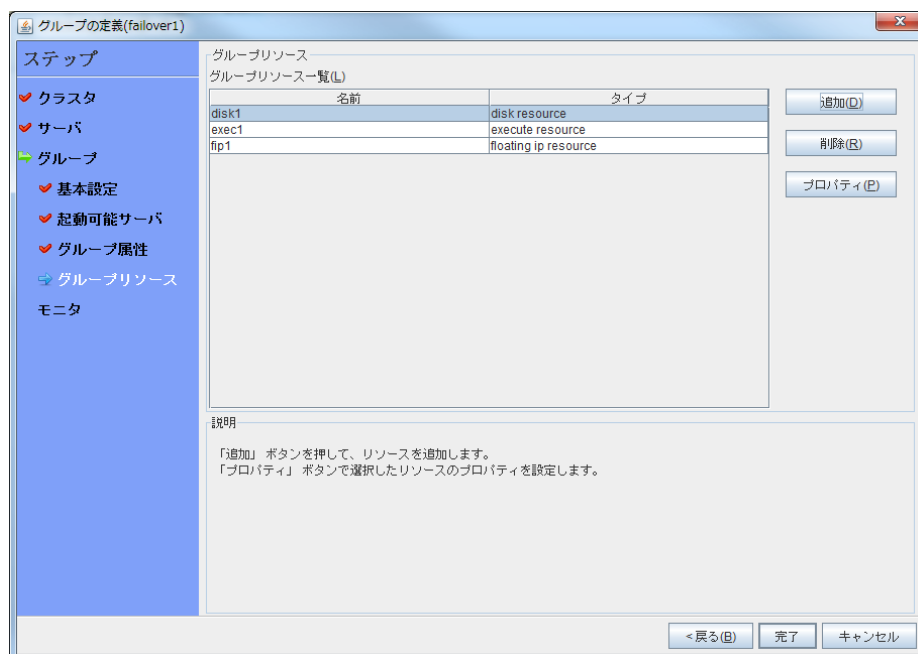 グループの定義(failover1)
ステップ
クラスタ
サーバ
グループ
基本設定
起動可能サーバ
グループ属性
グループリソース
モニタ
グループリソース
グループリソース一覧(L)
名前 タイプ
disk1 disk resource
exec1 execute resource
fip1 floating ip resource
追加(D)
削除(R)
プロパティ(P)
説明
「追加」ボタンを押して、リソースを追加します。
「プロパティ」ボタンで選択したリソースのプロパティを設定します。
<戻る(B) 完了 キャンセル